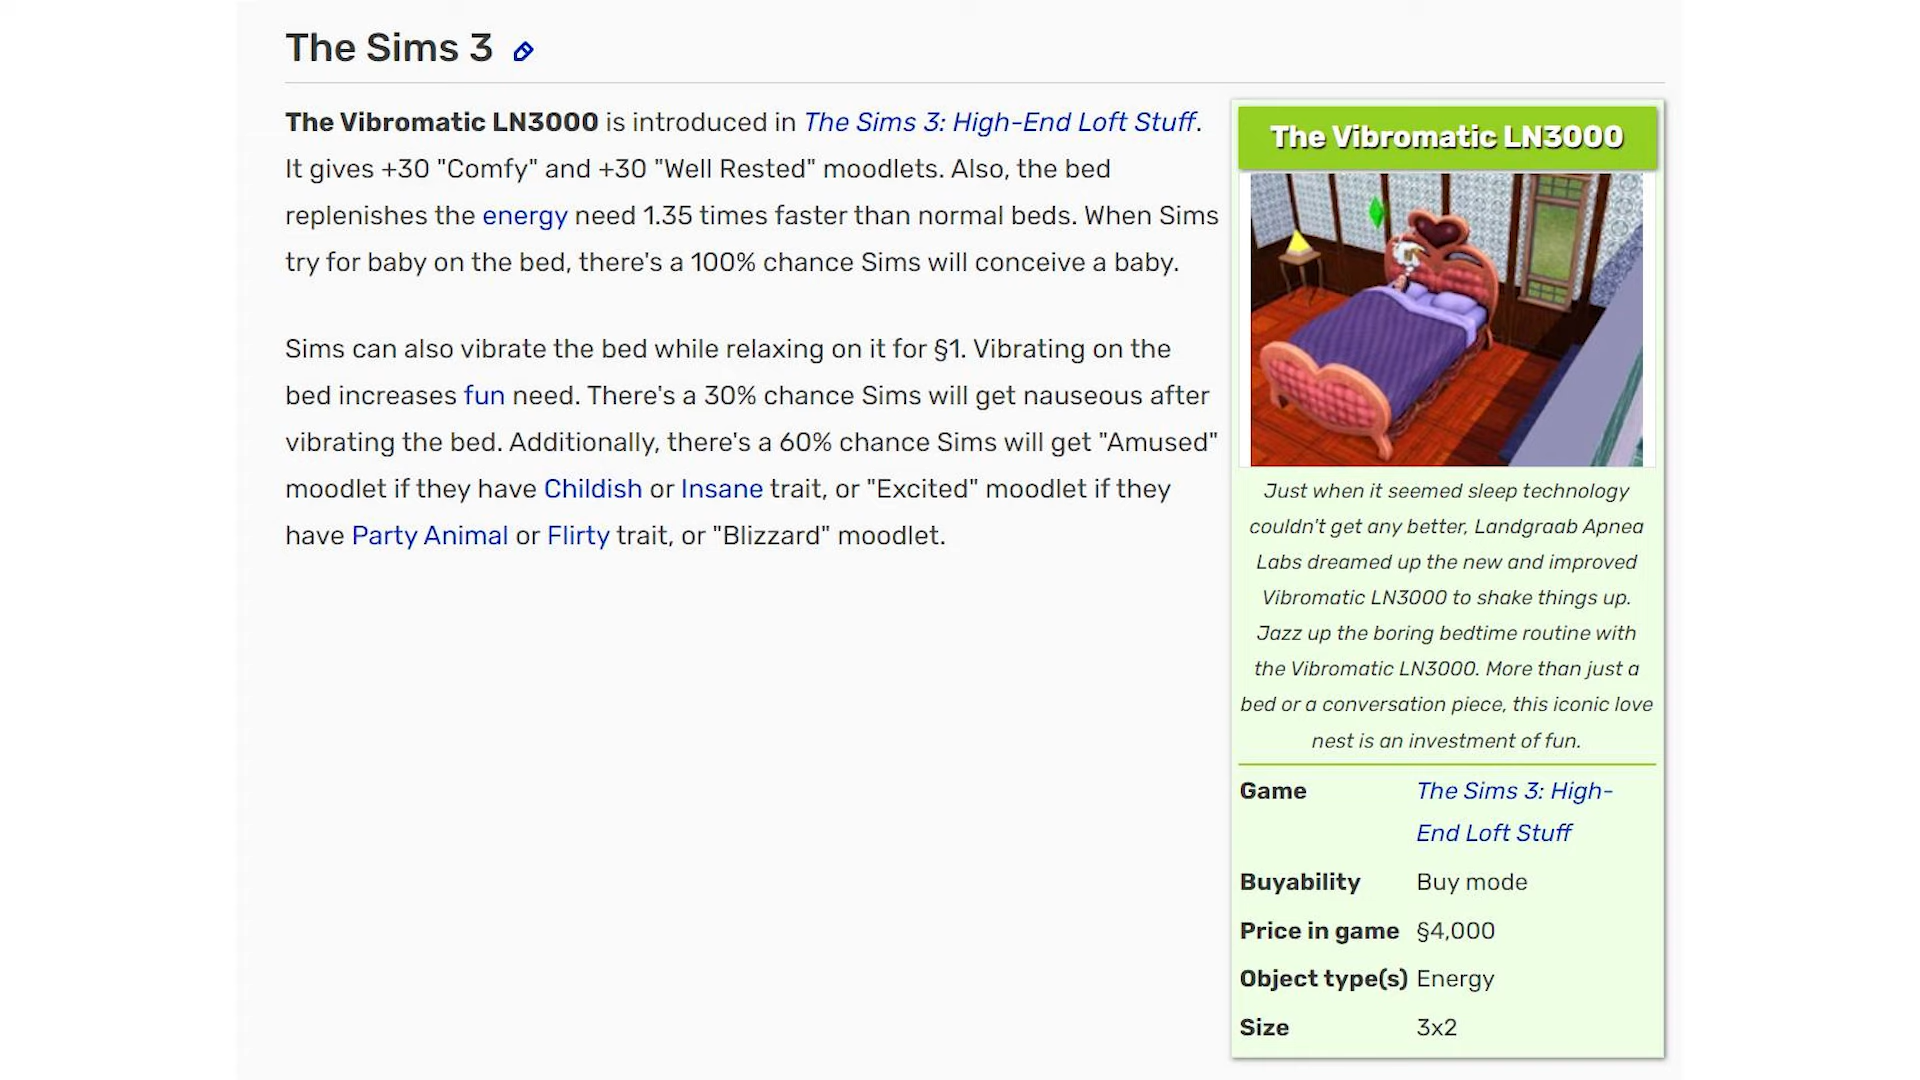 The Sims 3
The Vibromatic LN3000 is introduced in The Sims 3: High-End Loft Stuff.
It gives +30 "Comfy" and +30 "Well Rested" moodlets. Also, the bed
replenishes the energy need 1.35 times faster than normal beds. When Sims
try for baby on the bed, there's a 100% chance Sims will conceive a baby.
Sims can also vibrate the bed while relaxing on it for §1. Vibrating on the
bed increases fun need. There's a 30% chance Sims will get nauseous after
vibrating the bed. Additionally, there's a 60% chance Sims will get "Amused"
moodlet if they have Childish or Insane trait, or "Excited" moodlet if they
have Party Animal or Flirty trait, or "Blizzard" moodlet.
The Vibromatic LN3000
Just when it seemed sleep technology
couldn't get any better, Landgraab Apnea
Labs dreamed up the new and improved
Vibromatic LN3000 to shake things up.
Jazz up the boring bedtime routine with
the Vibromatic LN3000. More than just a
bed or a conversation piece, this iconic love
nest is an investment of fun.
Game The Sims 3: High-
End Loft Stuff
Buyability Buy mode
Price in game §4,000
Object type(s) Energy
Size 3x2